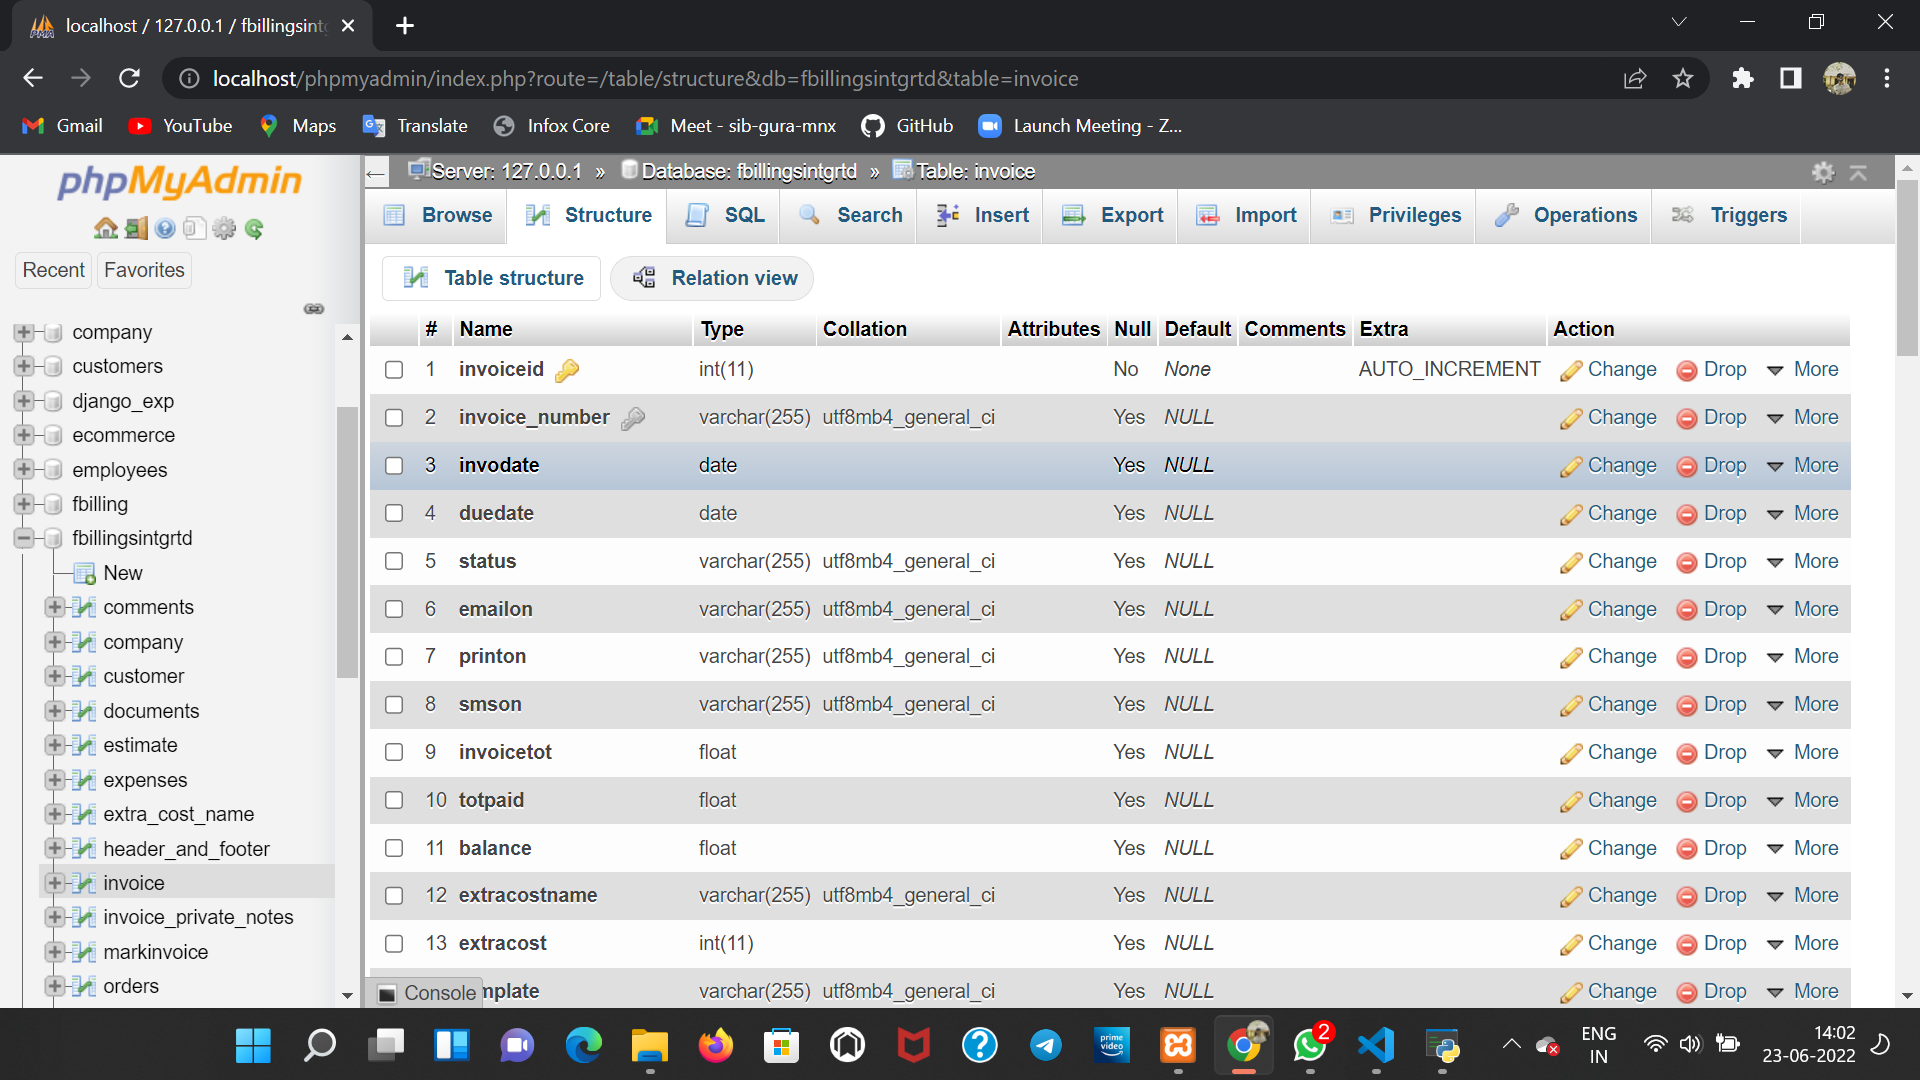 localhost / 127.0.0.1 / fbillingsint
localhost/phpmyadmin/index.php?route=/table/structure&db=fbillingsintgrtd&table=invoice
Gmail YouTube Maps Translate Infox Core Meet - sib-gura-mnx GitHub Launch Meeting - Z...
phpMyAdmin
Recent Favorites
company
customers
django_exp
ecommerce
employees
fbilling
fbillingsintgrtd
New
comments
company
customer
documents
estimate
expenses
extra_cost_name
header_and_footer
invoice
invoice_private_notes
markinvoice
orders
Server: 127.0.0.1 » Database: fbillingsintgrtd » Table: invoice
Browse Structure SQL Search Insert Export Import Privileges Operations Triggers
Table structure Relation view
# Name Type Collation Attributes Null Default Comments Extra Action
1 invoiceid int(11) No None AUTO_INCREMENT Change Drop More
2 invoice_number varchar(255) utf8mb4_general_ci Yes NULL Change Drop More
3 invodate date Yes NULL Change Drop More
4 duedate date Yes NULL Change Drop More
5 status varchar(255) utf8mb4_general_ci Yes NULL Change Drop More
6 emailon varchar(255) utf8mb4_general_ci Yes NULL Change Drop More
7 printon varchar(255) utf8mb4_general_ci Yes NULL Change Drop More
8 smson varchar(255) utf8mb4_general_ci Yes NULL Change Drop More
9 invoicetot float Yes NULL Change Drop More
10 totpaid float Yes NULL Change Drop More
11 balance float Yes NULL Change Drop More
12 extracostname varchar(255) utf8mb4_general_ci Yes NULL Change Drop More
13 extracost int(11) Yes NULL Change Drop More
mplate varchar(255) utf8mb4_general_ci Yes NULL Change Drop More
Console
prime video
2
ENG
IN
14:02
23-06-2022